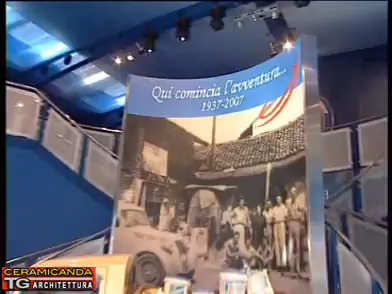 Qui comincia l'avventura...
1937-2007
CERAMICANDA
TG ARCHITETTURA